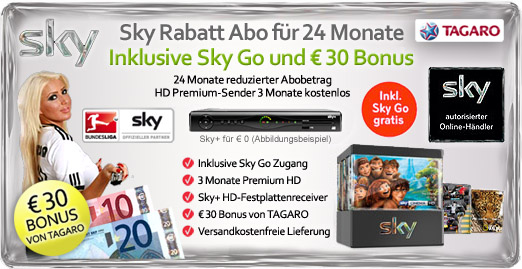 sky
Sky Rabatt Abo für 24 Monate
TAGARO
Inklusive Sky Go und € 30 Bonus
24 Monate reduzierter Abobetrag
HD Premium-Sender 3 Monate kostenlos
Inkl.
Sky Go
gratis
sky
autorisierter
Online-Händler
BUNDESLIGA
sky
OFFIZIELLER PARTNER
Sky+ für € 0 (Abbildungsbeispiel)
Inklusive Sky Go Zugang
3 Monate Premium HD
Sky+ HD-Festplattenreceiver
€ 30 Bonus von TAGARO
Versandkostenfreie Lieferung
€ 30
BONUS
VON TAGARO
10
20
sky CINEMA HD
sky